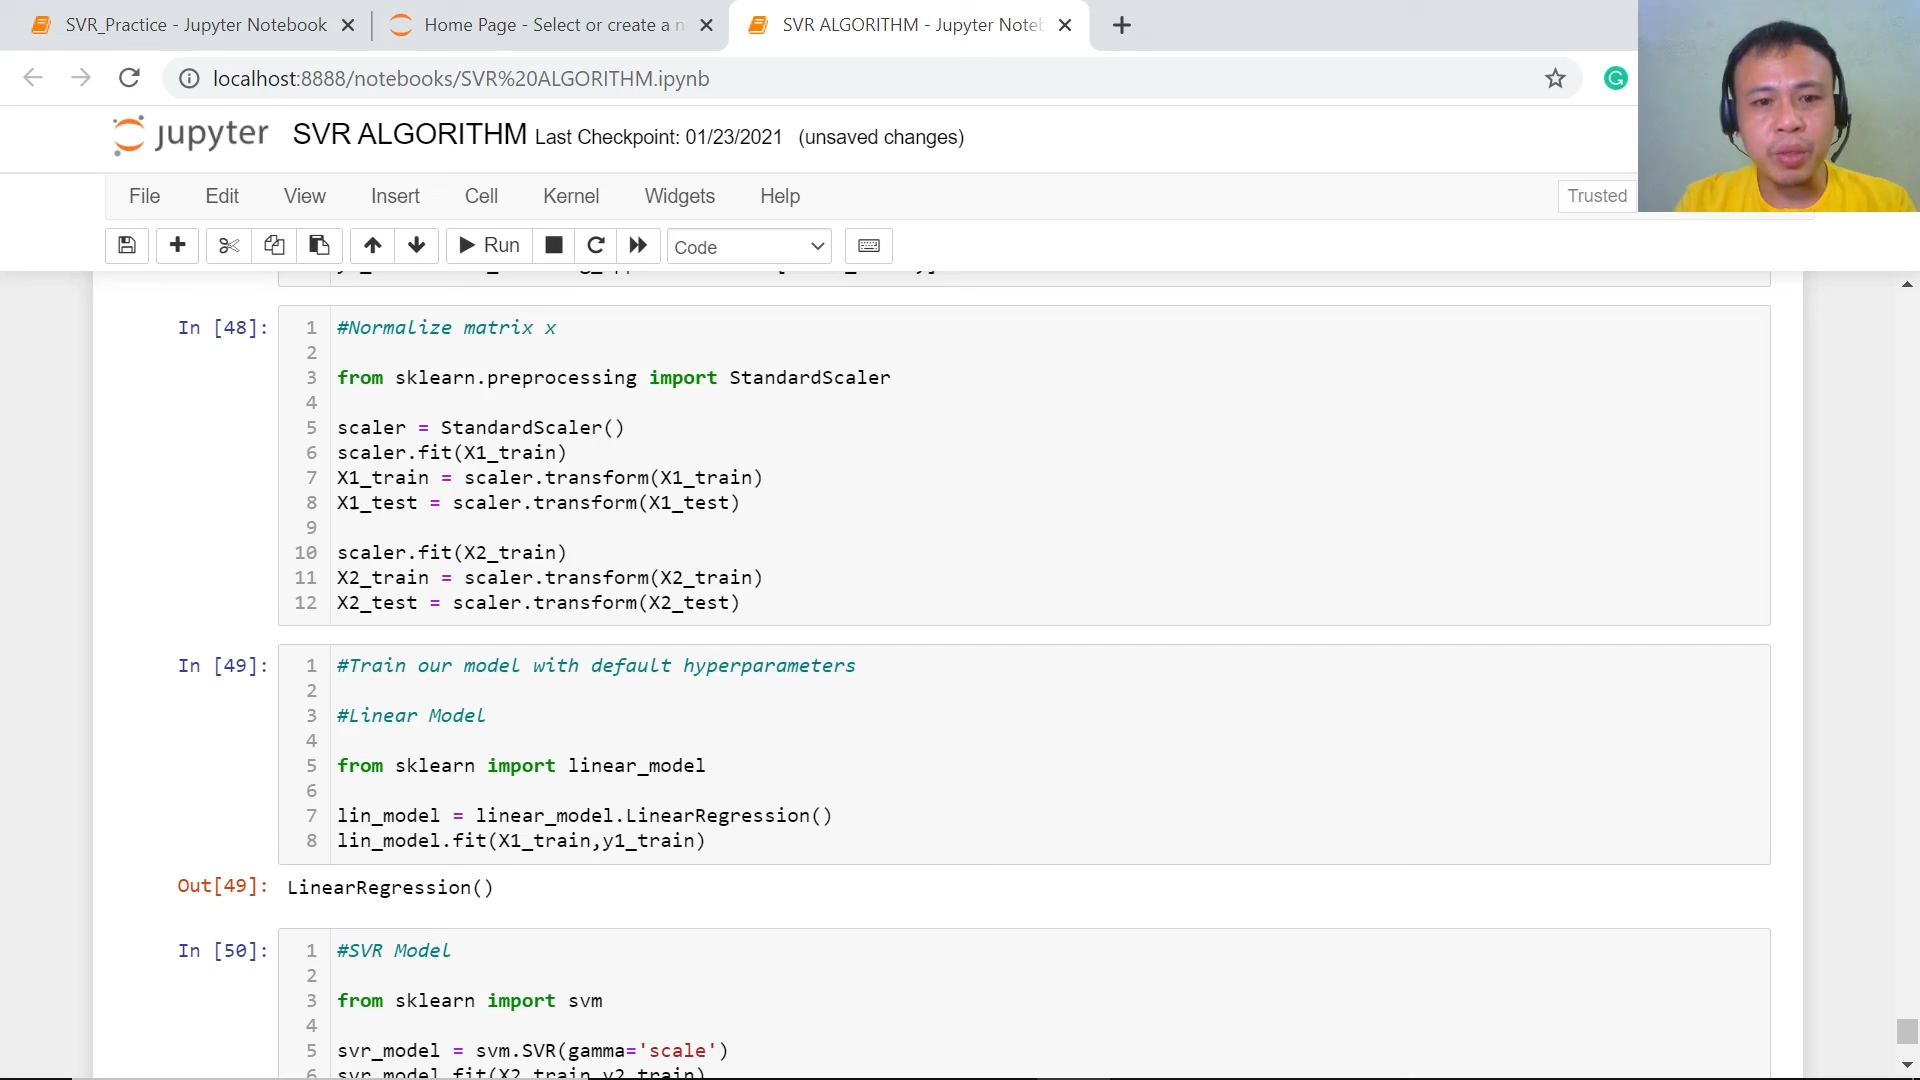 SVR_Practice - Jupyter Notebook
Home Page - Select or create a n
SVR ALGORITHM - Jupyter Noteb
localhost:8888/notebooks/SVR%20ALGORITHM.ipynb
jupyter SVR ALGORITHM Last Checkpoint: 01/23/2021 (unsaved changes)
File Edit View Insert Cell Kernel Widgets Help Trusted
Run Code
In [48]:
1 #Normalize matrix x
2
3 from sklearn.preprocessing import StandardScaler
4
5 scaler = StandardScaler()
6 scaler.fit(X1_train)
7 X1_train = scaler.transform(X1_train)
8 X1_test = scaler.transform(X1_test)
9
10 scaler.fit(X2_train)
11 X2_train = scaler.transform(X2_train)
12 X2_test = scaler.transform(X2_test)
In [49]:
1 #Train our model with default hyperparameters
2
3 #Linear Model
4
5 from sklearn import linear_model
6
7 lin_model = linear_model.LinearRegression()
8 lin_model.fit(X1_train,y1_train)
Out[49]: LinearRegression()
In [50]:
1 #SVR Model
2
3 from sklearn import svm
4
5 svr_model = svm.SVR(gamma='scale')
6 svr_model.fit(X2_train,y2_train)